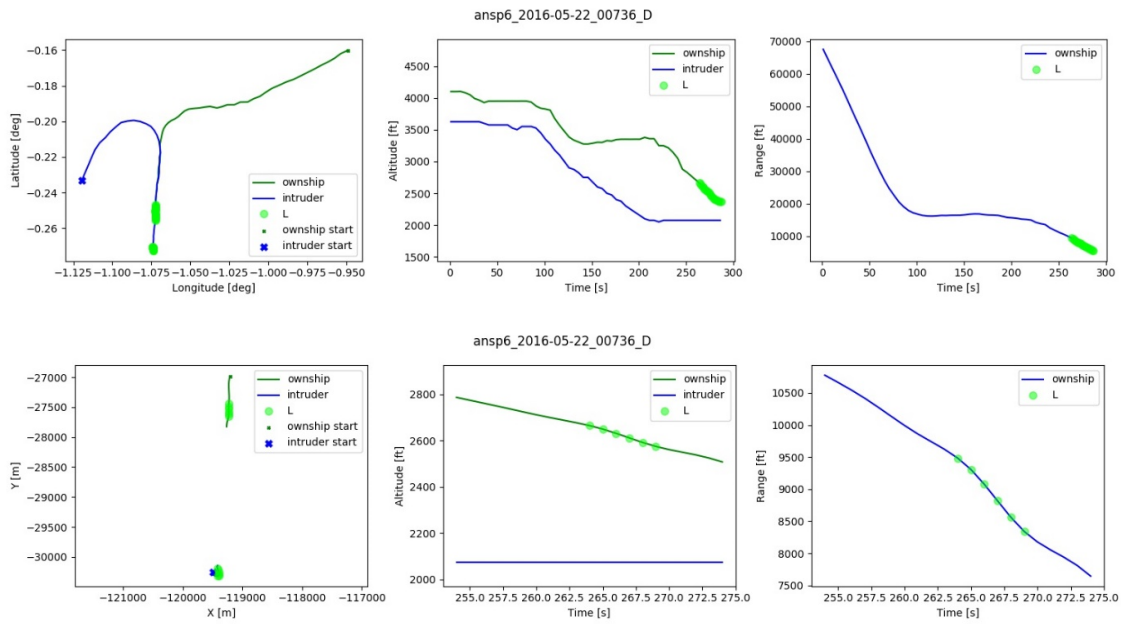 ansp6_2016-05-22_00736_D
−0.16
−0.18
−0.20
−0.22
−0.24
−0.26
Latitude [deg]
ownship
intruder
L
ownship start
intruder start
−1.125−1.100−1.075−1.050−1.025−1.000−0.975−0.950
Longitude [deg]
4500
4000
3500
3000
2500
2000
1500
Altitude [ft]
ownship
intruder
L
0 50 100 150 200 250 300
Time [s]
70000
60000
50000
40000
30000
20000
10000
Range [ft]
ownship
L
0 50 100 150 200 250 300
Time [s]
ansp6_2016-05-22_00736_D
−27000
−27500
−28000
−28500
−29000
−29500
−30000
Y [m]
ownship
intruder
L
ownship start
intruder start
−121000 −120000 −119000 −118000 −117000
X [m]
2800
2600
2400
2200
2000
Altitude [ft]
ownship
intruder
L
255.0 257.5 260.0 262.5 265.0 267.5 270.0 272.5 275.0
Time [s]
10500
10000
9500
9000
8500
8000
7500
Range [ft]
ownship
L
255.0 257.5 260.0 262.5 265.0 267.5 270.0 272.5 275.0
Time [s]